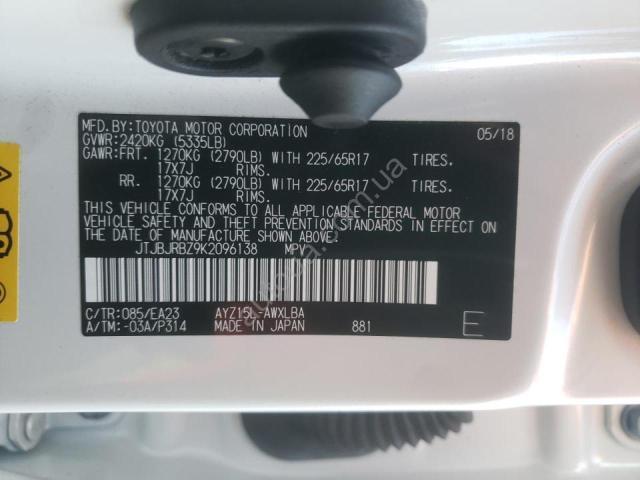 MFD.BY:TOYOTA MOTOR CORPORATION 05/18
GVWR:2420KG (5335LB)
GAWR:FRT. 1270KG (2790LB) WITH 225/65R17 TIRES.
17X7J RIMS.
RR. 1270KG (2790LB) WITH 225/65R17 TIRES.
17X7J RIMS.
THIS VEHICLE CONFORMS TO ALL APPLICABLE FEDERAL MOTOR
VEHICLE SAFETY AND THEFT PREVENTION STANDARDS IN EFFECT ON
THE DATE OF MANUFACTURE SHOWN ABOVE.
JTJBJRBZ9K2096138 MPV
C/TR:085/EA23 AYZ15L-AWXLBA
A/TM:-03A/P314 MADE IN JAPAN 881 E